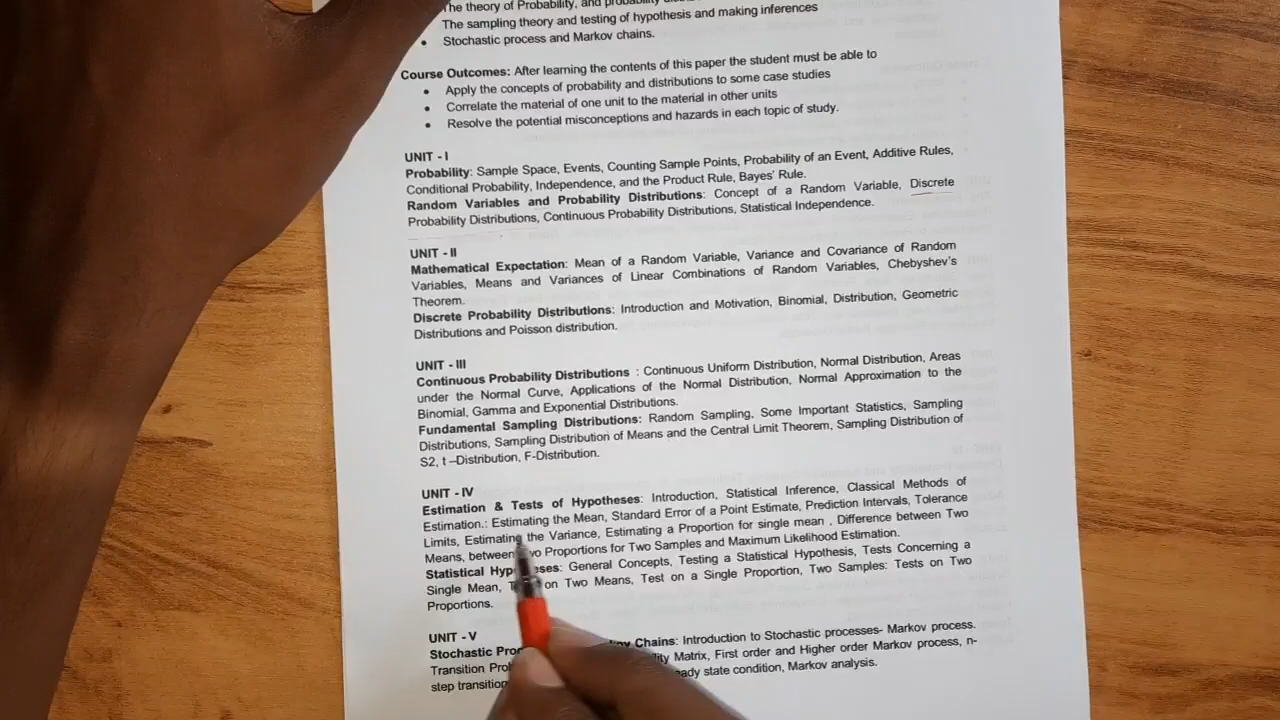 The theory of Probability, and probability
The sampling theory and testing of hypothesis and making inferences
• Stochastic process and Markov chains.
Course Outcomes: After learning the contents of this paper the student must be able to
• Apply the concepts of probability and distributions to some case studies
• Correlate the material of one unit to the material in other units
• Resolve the potential misconceptions and hazards in each topic of study.
UNIT - I
Probability: Sample Space, Events, Counting Sample Points, Probability of an Event, Additive Rules,
Conditional Probability, Independence, and the Product Rule, Bayes' Rule.
Random Variables and Probability Distributions: Concept of a Random Variable, Discrete
Probability Distributions, Continuous Probability Distributions, Statistical Independence.
UNIT - II
Mathematical Expectation: Mean of a Random Variable, Variance and Covariance of Random
Variables, Means and Variances of Linear Combinations of Random Variables, Chebyshev's
Theorem.
Discrete Probability Distributions: Introduction and Motivation, Binomial, Distribution, Geometric
Distributions and Poisson distribution.
UNIT - III
Continuous Probability Distributions : Continuous Uniform Distribution, Normal Distribution, Areas
under the Normal Curve, Applications of the Normal Distribution, Normal Approximation to the
Binomial, Gamma and Exponential Distributions.
Fundamental Sampling Distributions: Random Sampling, Some Important Statistics, Sampling
Distributions, Sampling Distribution of Means and the Central Limit Theorem, Sampling Distribution of
S2, t –Distribution, F-Distribution.
UNIT - IV
Estimation & Tests of Hypotheses: Introduction, Statistical Inference, Classical Methods of
Estimation.: Estimating the Mean, Standard Error of a Point Estimate, Prediction Intervals, Tolerance
Limits, Estimating the Variance, Estimating a Proportion for single mean , Difference between Two
Means, between Two Proportions for Two Samples and Maximum Likelihood Estimation.
Statistical Hypotheses: General Concepts, Testing a Statistical Hypothesis, Tests Concerning a
Single Mean, on Two Means, Test on a Single Proportion, Two Samples: Tests on Two
Proportions.
UNIT - V
Stochastic Chains: Introduction to Stochastic processes- Markov process.
Transition Matrix, First order and Higher order Markov process, n-
step transition condition, Markov analysis.